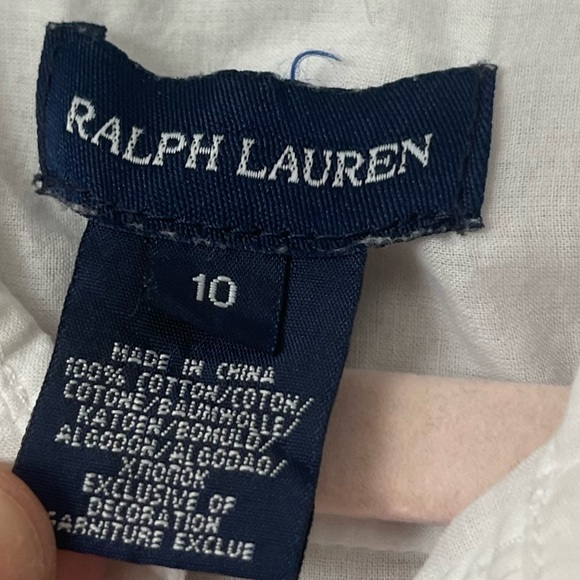 RALPH LAUREN
10
MADE IN CHINA
100% COTTON/COTON/
COTONE/BAUMWOLLE/
KATOEN/BOMULD/
ALGODON/ALGODAO/
ΧΠΟΠΟΚ
EXCLUSIVE OF
DECORATION
GARNITURE EXCLUE